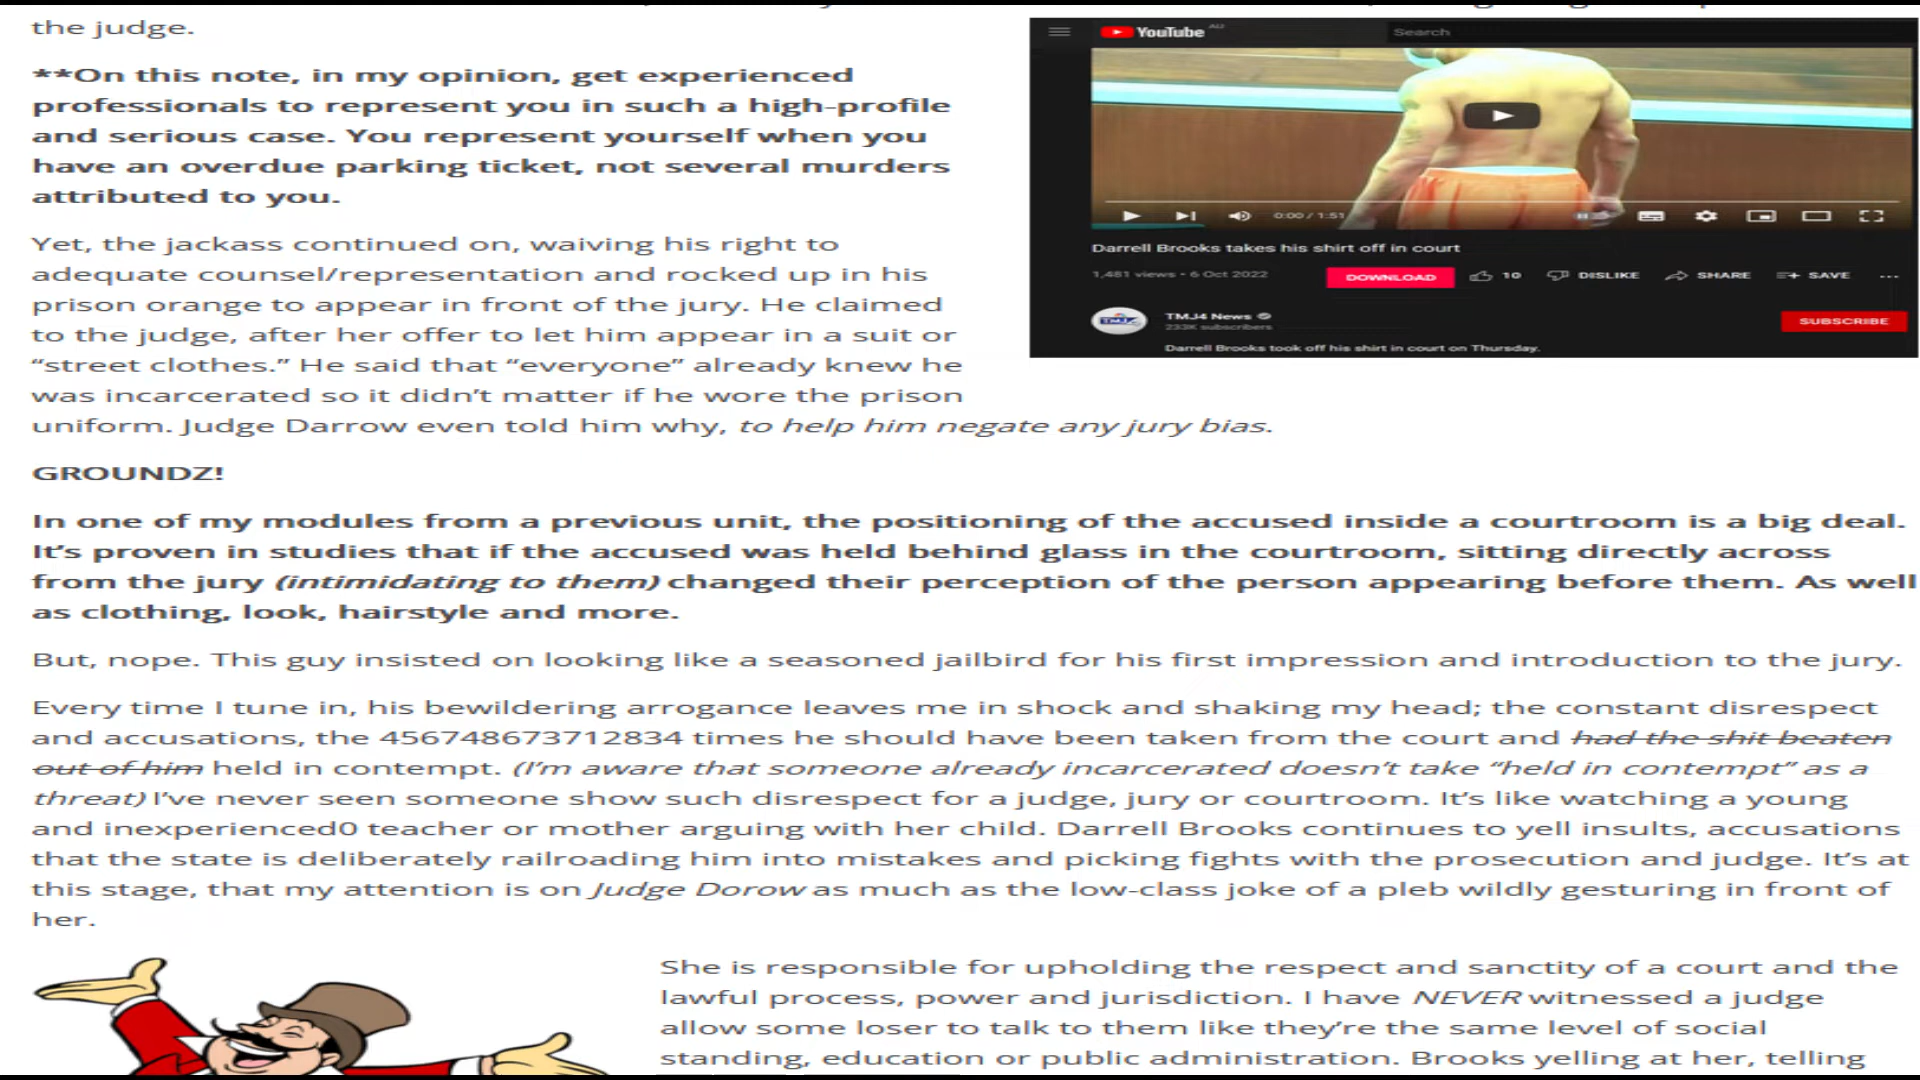 the judge.
**On this note, in my opinion, get experienced
professionals to represent you in such a high-profile
and serious case. You represent yourself when you
have an overdue parking ticket, not several murders
attributed to you.
Yet, the jackass continued on, waiving his right to
adequate counsel/representation and rocked up in his
prison orange to appear in front of the jury. He claimed
to the judge, after her offer to let him appear in a suit or
“street clothes.” He said that “everyone” already knew he
was incarcerated so it didn’t matter if he wore the prison
uniform. Judge Darrow even told him why, to help him negate any jury bias.
YouTube AU
Search
0:00 / 1:51
Darrell Brooks takes his shirt off in court
1,481 views • 6 Oct 2022
DOWNLOAD
10
DISLIKE
SHARE
SAVE
TMJ4
TMJ4 News
233K subscribers
SUBSCRIBE
Darrell Brooks took off his shirt in court on Thursday.
GROUNDZ!
In one of my modules from a previous unit, the positioning of the accused inside a courtroom is a big deal.
It’s proven in studies that if the accused was held behind glass in the courtroom, sitting directly across
from the jury (intimidating to them) changed their perception of the person appearing before them. As well
as clothing, look, hairstyle and more.
But, nope. This guy insisted on looking like a seasoned jailbird for his first impression and introduction to the jury.
Every time I tune in, his bewildering arrogance leaves me in shock and shaking my head; the constant disrespect
and accusations, the 456748673712834 times he should have been taken from the court and had the shit beaten
out of him held in contempt. (I’m aware that someone already incarcerated doesn’t take “held in contempt” as a
threat) I’ve never seen someone show such disrespect for a judge, jury or courtroom. It’s like watching a young
and inexperienced0 teacher or mother arguing with her child. Darrell Brooks continues to yell insults, accusations
that the state is deliberately railroading him into mistakes and picking fights with the prosecution and judge. It’s at
this stage, that my attention is on Judge Dorow as much as the low-class joke of a pleb wildly gesturing in front of
her.
She is responsible for upholding the respect and sanctity of a court and the
lawful process, power and jurisdiction. I have NEVER witnessed a judge
allow some loser to talk to them like they’re the same level of social
standing, education or public administration. Brooks yelling at her, telling